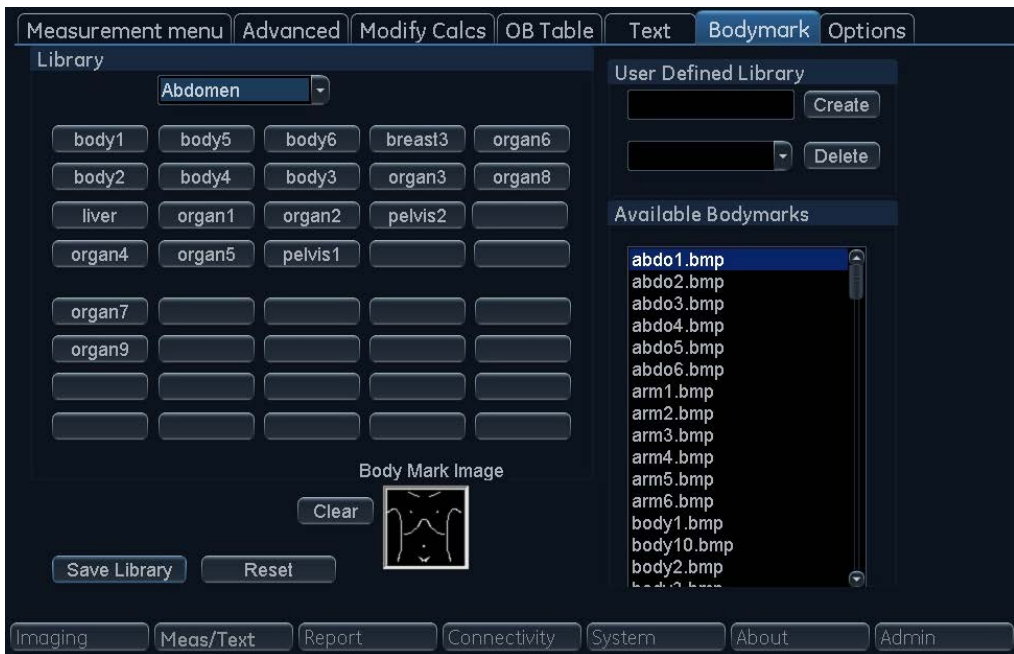 Measurement menu Advanced Modify Calcs OB Table Text Bodymark Options
Library
Abdomen
body1 body5 body6 breast3 organ6
body2 body4 body3 organ3 organ8
liver organ1 organ2 pelvis2
organ4 organ5 pelvis1
organ7
organ9
Body Mark Image
Clear
Save Library Reset
User Defined Library
Create
Delete
Available Bodymarks
abdo1.bmp
abdo2.bmp
abdo3.bmp
abdo4.bmp
abdo5.bmp
abdo6.bmp
arm1.bmp
arm2.bmp
arm3.bmp
arm4.bmp
arm5.bmp
arm6.bmp
body1.bmp
body10.bmp
body2.bmp
Imaging Meas/Text Report Connectivity System About Admin